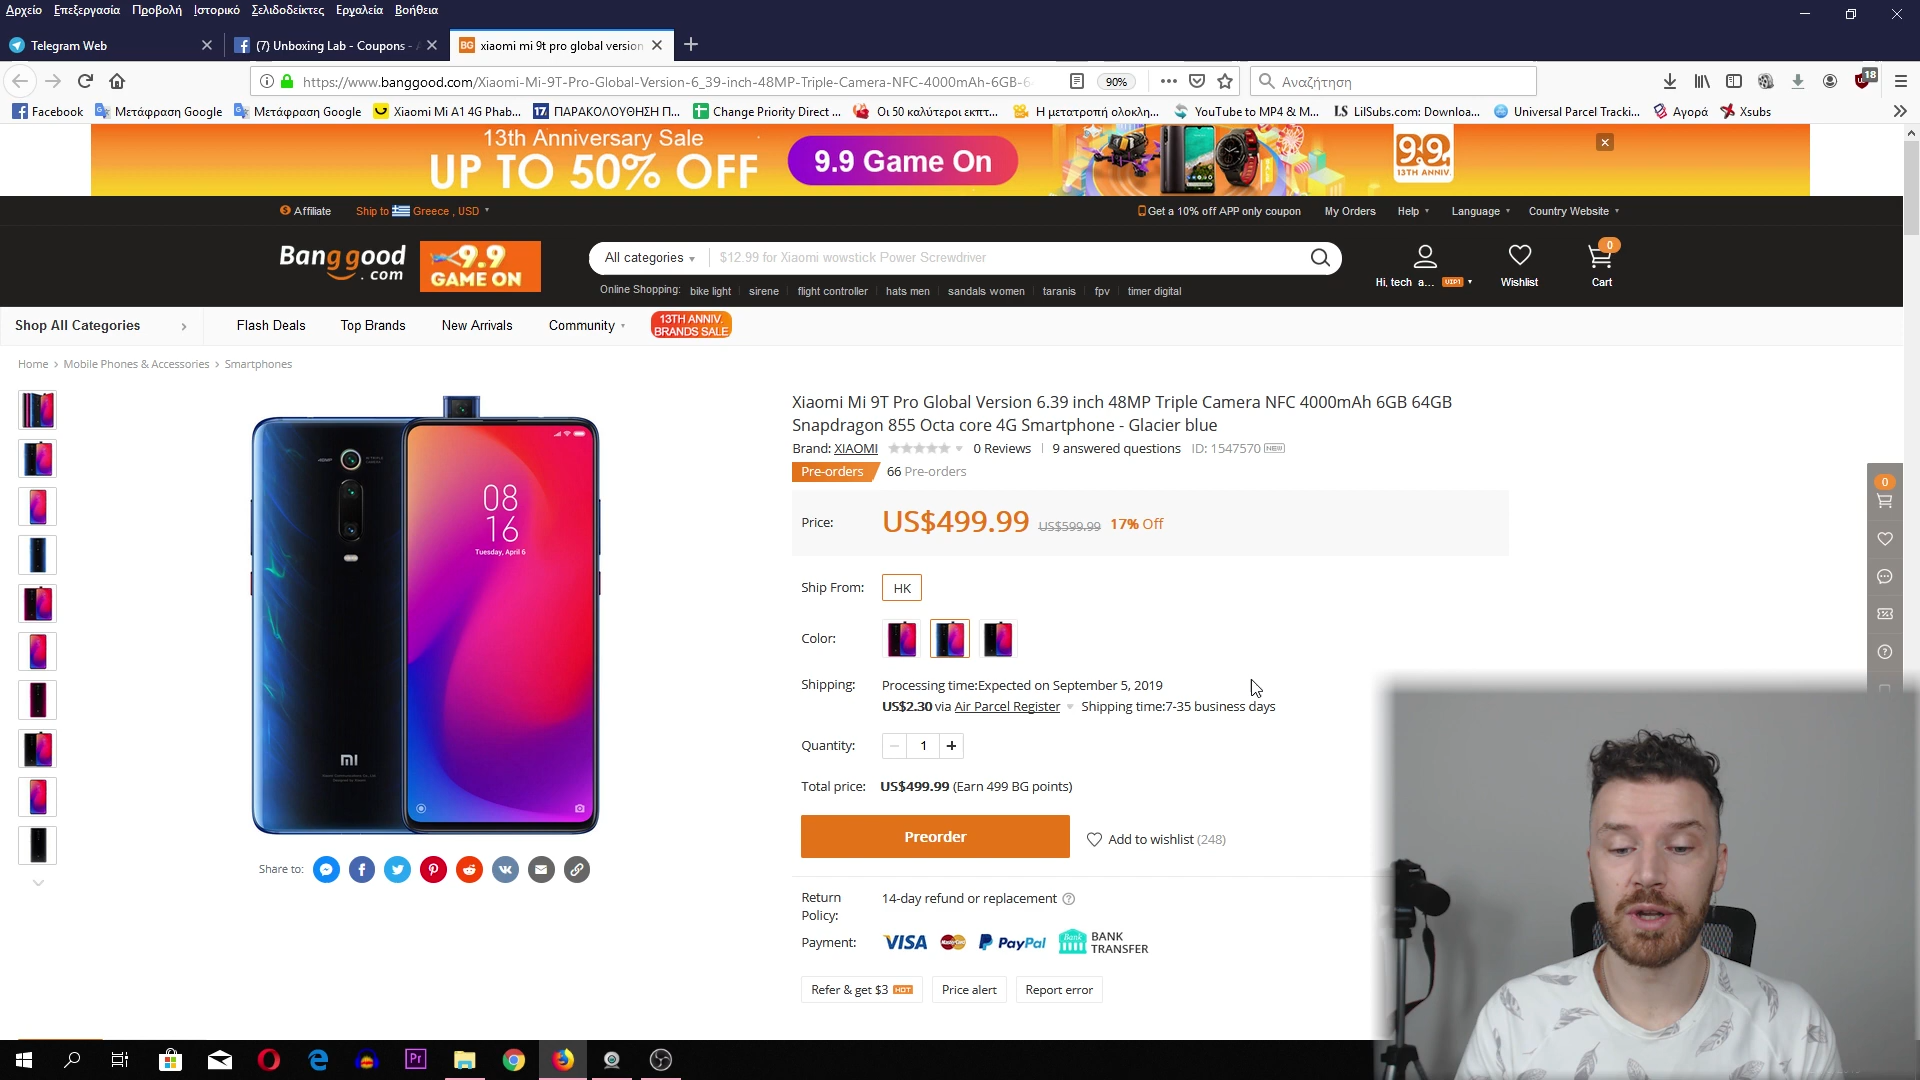 Αρχείο Επεξεργασία Προβολή Ιστορικό Σελιδοδείκτες Εργαλεία Βοήθεια
Telegram Web
(7) Unboxing Lab - Coupons -
xiaomi mi 9t pro global version
https://www.banggood.com/Xiaomi-Mi-9T-Pro-Global-Version-6_39-inch-48MP-Triple-Camera-NFC-4000mAh-6GB-6
90%
Αναζήτηση
18
Facebook
Μετάφραση Google
Μετάφραση Google
Xiaomi Mi A1 4G Phab...
17 ΠΑΡΑΚΟΛΟΥΘΗΣΗ Π...
Change Priority Direct ...
Οι 50 καλύτεροι εκπτ...
Η μετατροπή ολοκλη...
YouTube to MP4 & M...
LS LilSubs.com: Downloa...
Universal Parcel Tracki...
Αγορά
Xsubs
13th Anniversary Sale
UP TO 50% OFF
9.9 Game On
9.9.
13TH ANNIV.
Affiliate
Ship to Greece , USD
Get a 10% off APP only coupon
My Orders
Help
Language
Country Website
Banggood
.com
9.9
GAME ON
All categories
$12.99 for Xiaomi wowstick Power Screwdriver
Hi, tech a... VIP1
Wishlist
0
Cart
Online Shopping: bike light sirene flight controller hats men sandals women taranis fpv timer digital
Shop All Categories
Flash Deals
Top Brands
New Arrivals
Community
13TH ANNIV.
BRANDS SALE
Home › Mobile Phones & Accessories › Smartphones
08
16
Tuesday, April 6
mi
Xiaomi Mi 9T Pro Global Version 6.39 inch 48MP Triple Camera NFC 4000mAh 6GB 64GB
Snapdragon 855 Octa core 4G Smartphone - Glacier blue
Brand: XIAOMI 0 Reviews 9 answered questions ID: 1547570 NEW
Pre-orders 66 Pre-orders
Price: US$499.99 US$599.99 17% Off
Ship From: HK
Color:
Shipping: Processing time:Expected on September 5, 2019
US$2.30 via Air Parcel Register Shipping time:7-35 business days
Quantity: − 1 +
Total price: US$499.99 (Earn 499 BG points)
Preorder
Add to wishlist (248)
Share to:
Return
Policy:
14-day refund or replacement
Payment: VISA MasterCard PayPal Bank BANK
TRANSFER
Refer & get $3 HOT
Price alert
Report error
0
Pr